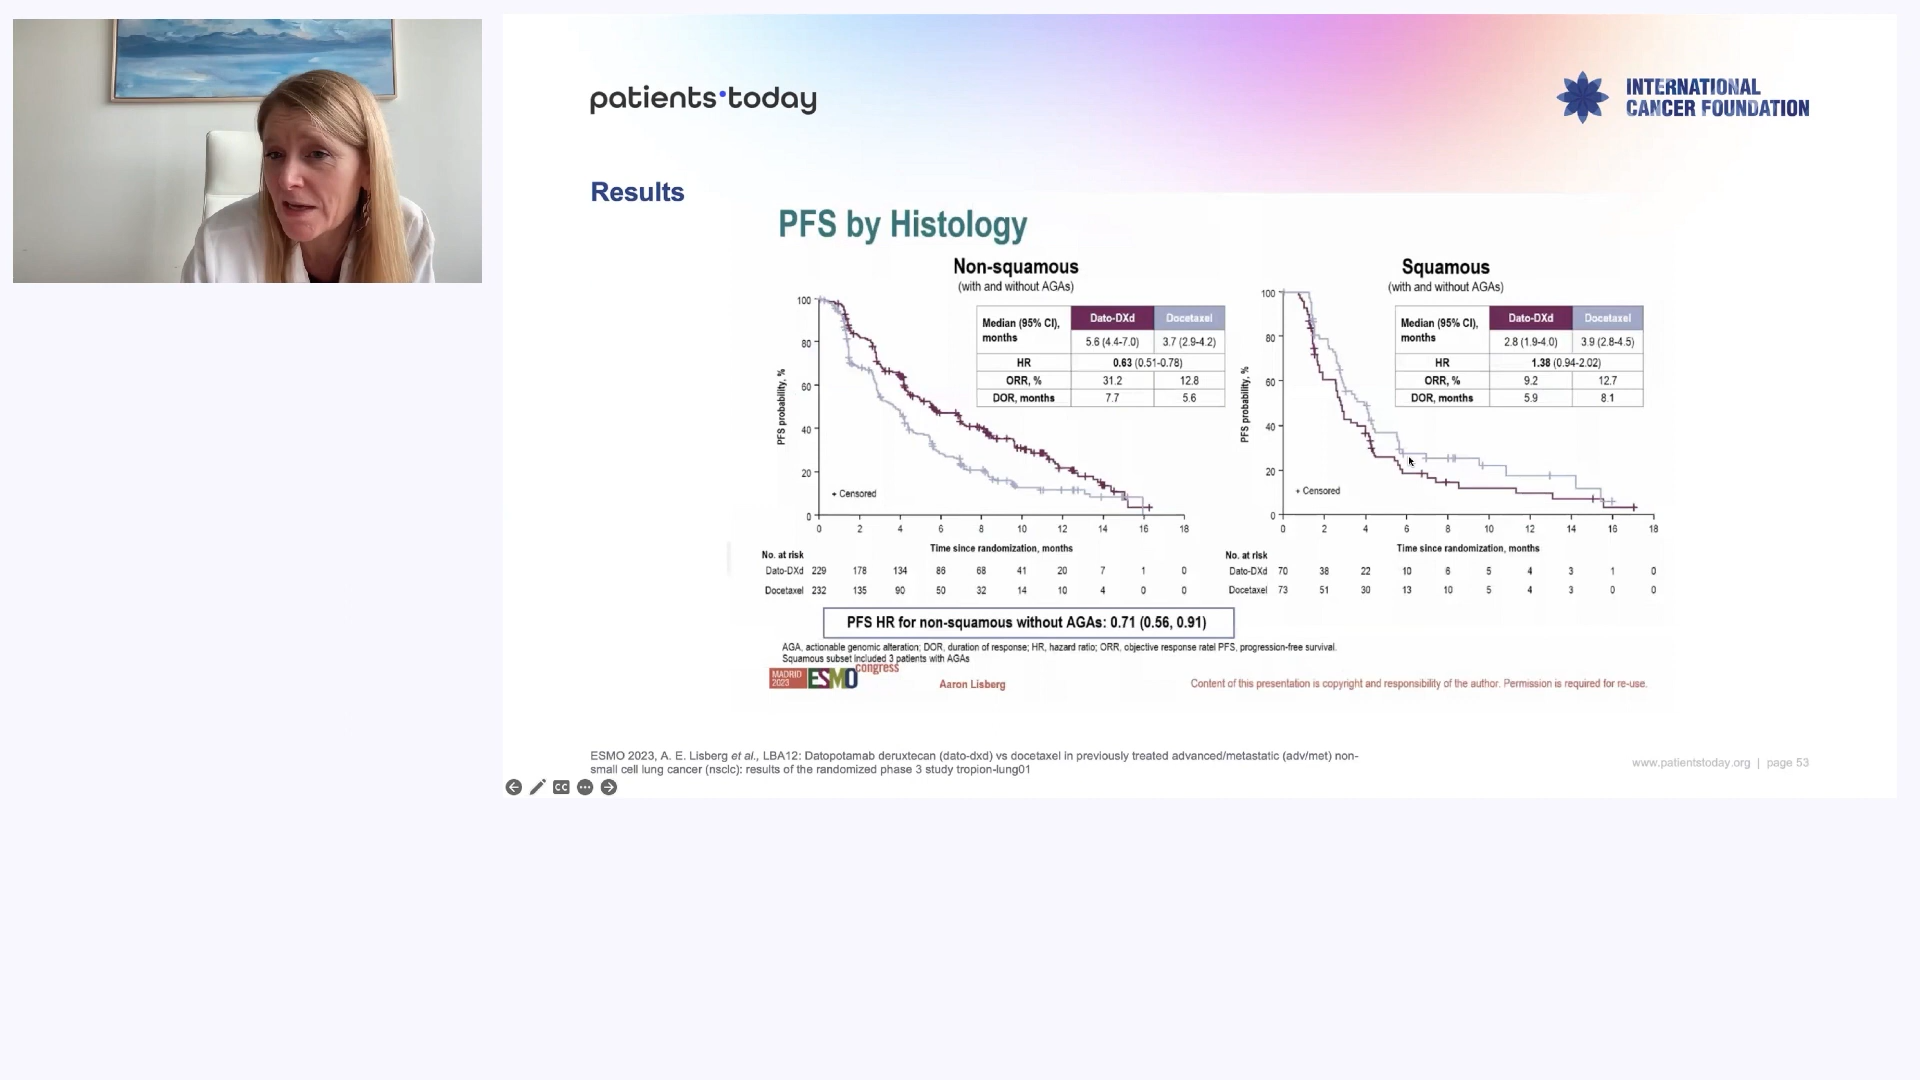 patients•today
INTERNATIONAL
CANCER FOUNDATION
Results
PFS by Histology
Non-squamous
(with and without AGAs)
Median (95% CI), months Dato-DXd Docetaxel
5.6 (4.4-7.0) 3.7 (2.9-4.2)
HR 0.63 (0.51-0.78)
ORR, % 31.2 12.8
DOR, months 7.7 5.6
PFS probability, %
100
80
60
40
20
0
+ Censored
0 2 4 6 8 10 12 14 16 18
Time since randomization, months
No. at risk
Dato-DXd 229 178 134 86 68 41 20 7 1 0
Docetaxel 232 135 90 50 32 14 10 4 0 0
Squamous
(with and without AGAs)
Median (95% CI), months Dato-DXd Docetaxel
2.8 (1.9-4.0) 3.9 (2.8-4.5)
HR 1.38 (0.94-2.02)
ORR, % 9.2 12.7
DOR, months 5.9 8.1
PFS probability, %
100
80
60
40
20
0
+ Censored
0 2 4 6 8 10 12 14 16 18
Time since randomization, months
No. at risk
Dato-DXd 70 38 22 10 6 5 4 3 1 0
Docetaxel 73 51 30 13 10 5 4 3 0 0
PFS HR for non-squamous without AGAs: 0.71 (0.56, 0.91)
AGA, actionable genomic alteration; DOR, duration of response; HR, hazard ratio; ORR, objective response ratel PFS, progression-free survival.
Squamous subset included 3 patients with AGAs
MADRID
2023
ESMO congress
Aaron Lisberg
Content of this presentation is copyright and responsibility of the author. Permission is required for re-use.
ESMO 2023, A. E. Lisberg et al., LBA12: Datopotamab deruxtecan (dato-dxd) vs docetaxel in previously treated advanced/metastatic (adv/met) non-
small cell lung cancer (nsclc): results of the randomized phase 3 study tropion-lung01
www.patientstoday.org | page 53
CC